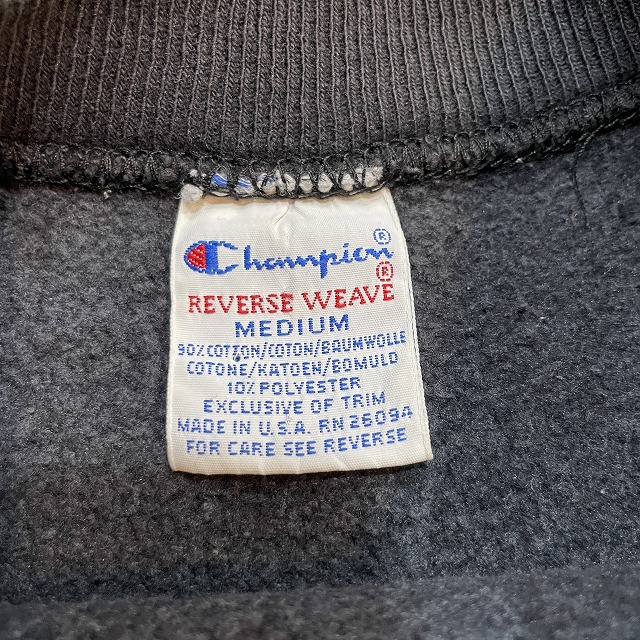 Champion®
REVERSE WEAVE®
MEDIUM
90% COTTON/COTON/BAUMWOLLE
COTONE/KATOEN/BOMULD
10% POLYESTER
EXCLUSIVE OF TRIM
MADE IN U.S.A. RN 26094
FOR CARE SEE REVERSE